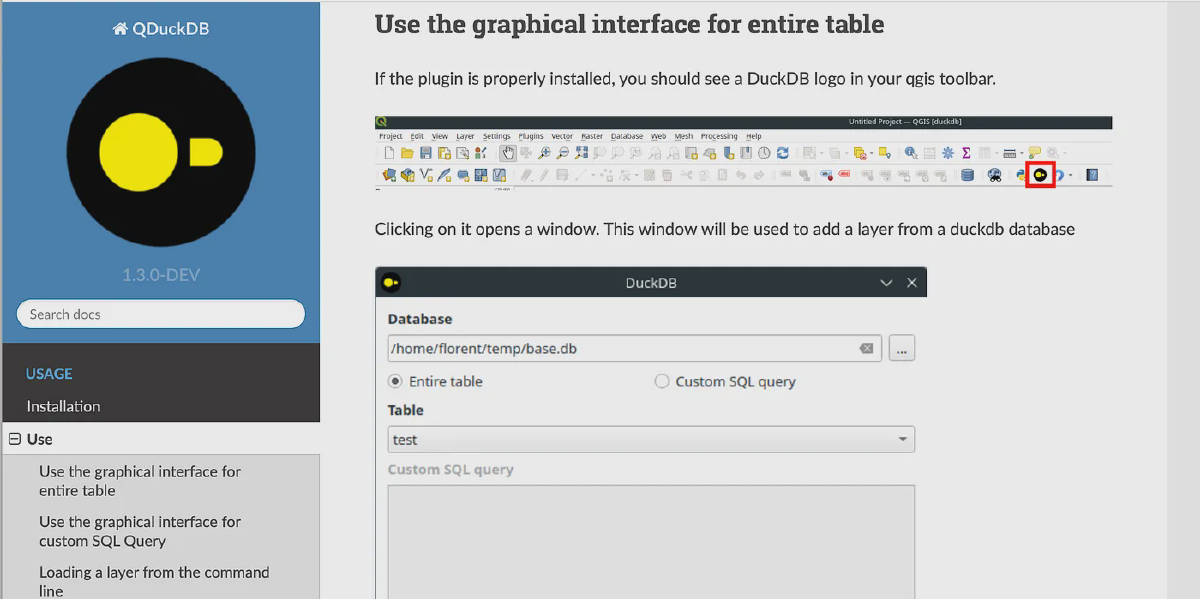 QDuckDB
1.3.0-DEV
Search docs
USAGE
Installation
Use
Use the graphical interface for
entire table
Use the graphical interface for
custom SQL Query
Loading a layer from the command
line
Use the graphical interface for entire table
If the plugin is properly installed, you should see a DuckDB logo in your qgis toolbar.
Untitled Project — QGIS [duckdb]
Project Edit View Layer Settings Plugins Vector Raster Database Web Mesh Processing Help
Clicking on it opens a window. This window will be used to add a layer from a duckdb database
DuckDB
Database
/home/florent/temp/base.db
...
Entire table
Custom SQL query
Table
test
Custom SQL query